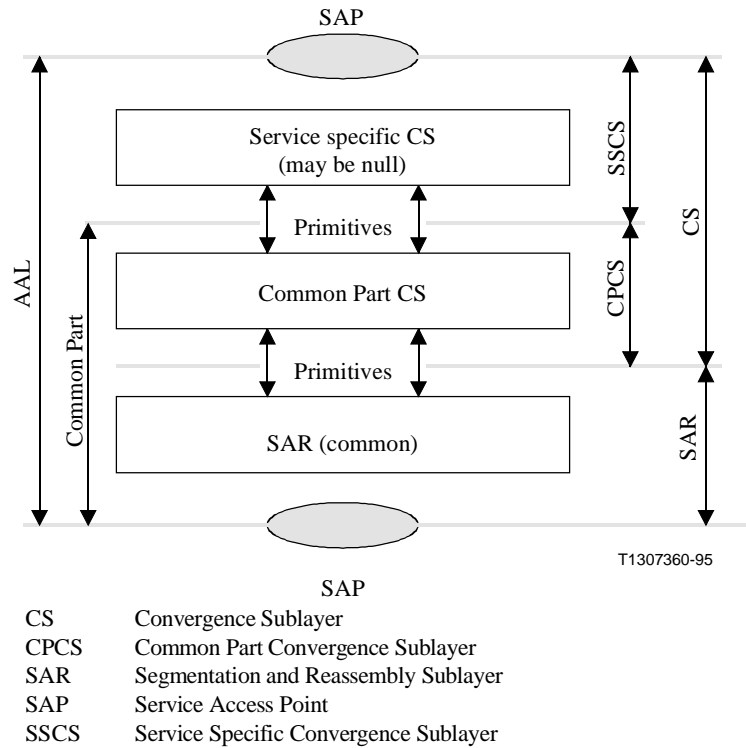 SAP
Service specific CS
(may be null)
SSCS
Primitives
CS
AAL
Common Part CS
CPCS
Common Part
Primitives
SAR (common)
SAR
T1307360-95
SAP
CS Convergence Sublayer
CPCS Common Part Convergence Sublayer
SAR Segmentation and Reassembly Sublayer
SAP Service Access Point
SSCS Service Specific Convergence Sublayer